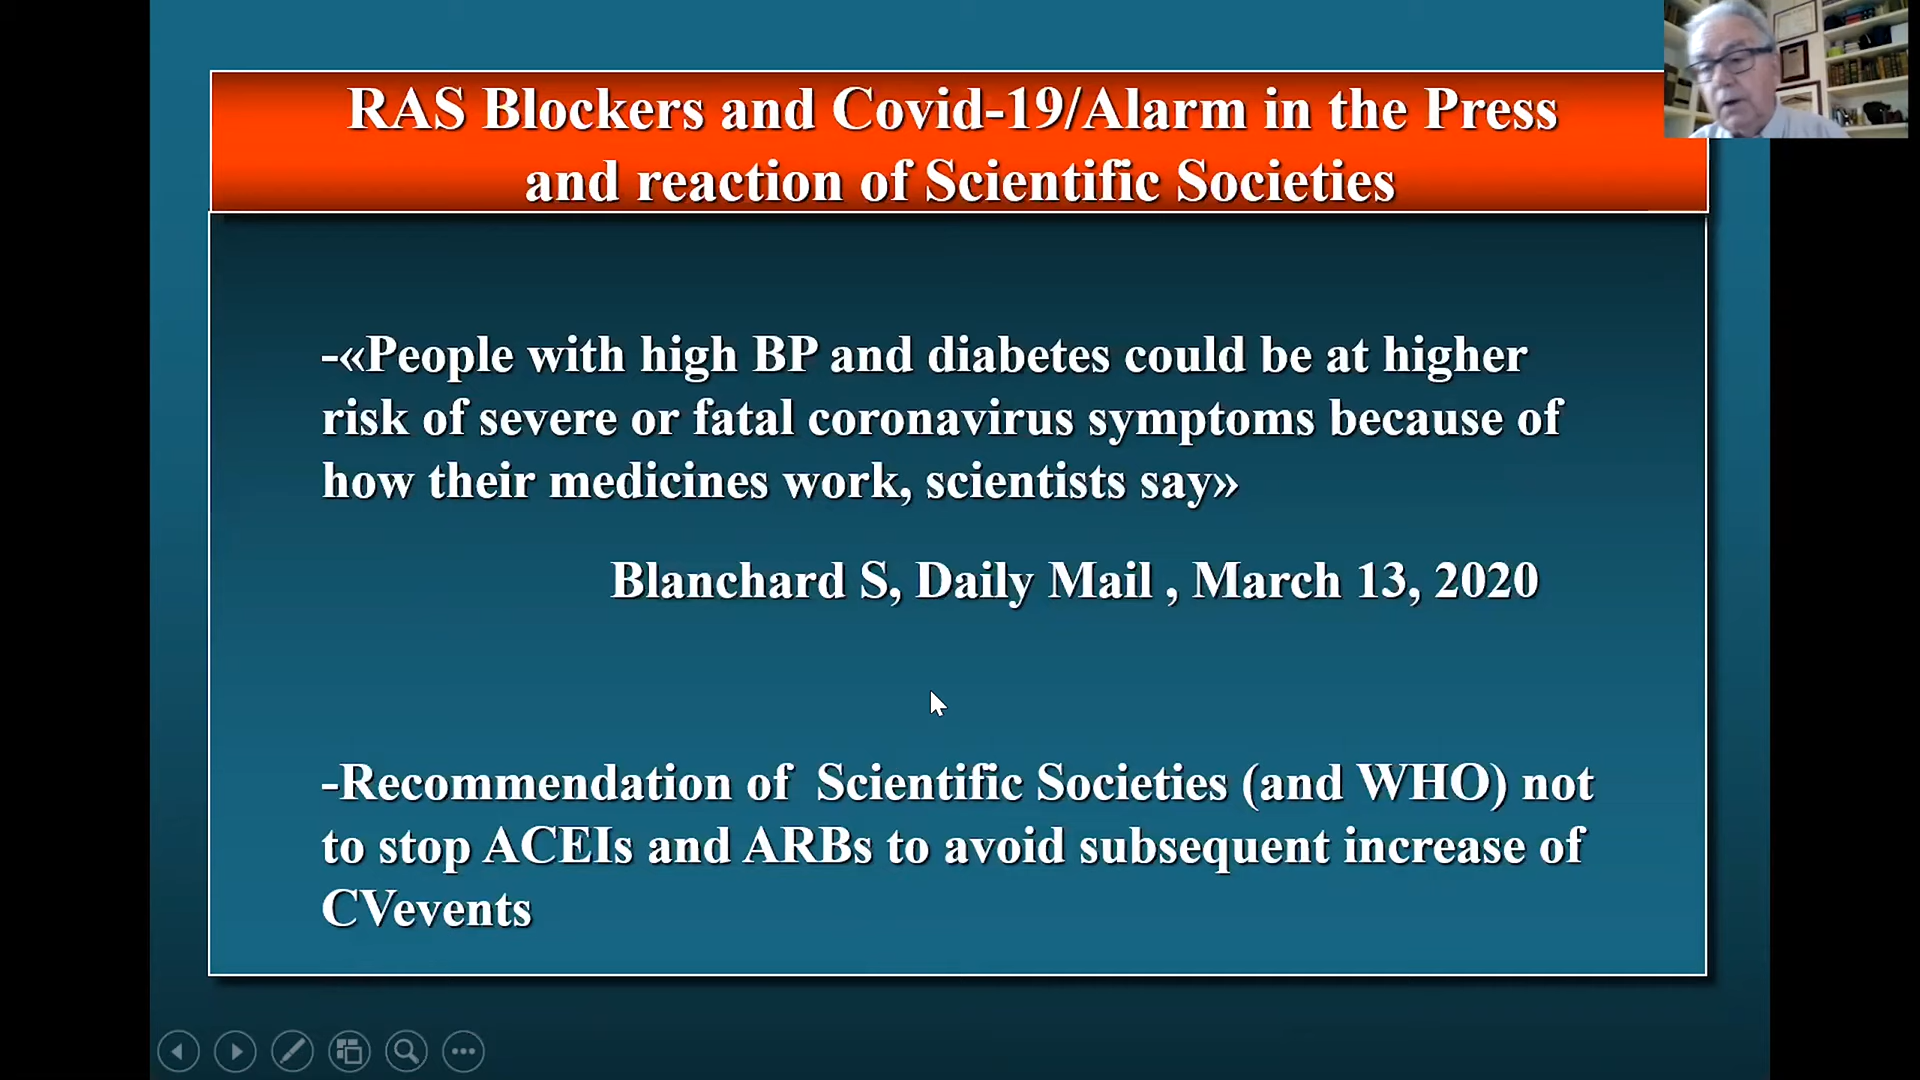 RAS Blockers and Covid-19/Alarm in the Press
and reaction of Scientific Societies
-«People with high BP and diabetes could be at higher
risk of severe or fatal coronavirus symptoms because of
how their medicines work, scientists say»
Blanchard S, Daily Mail , March 13, 2020
-Recommendation of  Scientific Societies (and WHO) not
to stop ACEIs and ARBs to avoid subsequent increase of
CVevents